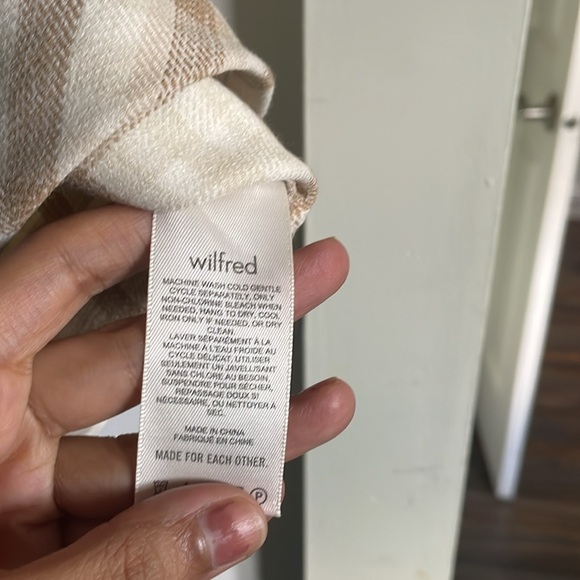 wilfred
MACHINE WASH COLD GENTLE
CYCLE SEPARATELY, ONLY
NON-CHLORINE BLEACH WHEN
NEEDED, HANG TO DRY, COOL
IRON ONLY IF NEEDED, OR DRY
CLEAN.
LAVER SÉPARÉMENT À LA
MACHINE À L'EAU FROIDE AU
CYCLE DÉLICAT, UTILISER
SEULEMENT UN JAVELLISANT
SANS CHLORE AU BESOIN,
SUSPENDRE POUR SÉCHER,
REPASSAGE DOUX SI
NÉCESSAIRE, OU NETTOYER À
SEC.
MADE IN CHINA
FABRIQUÉ EN CHINE
MADE FOR EACH OTHER.
P